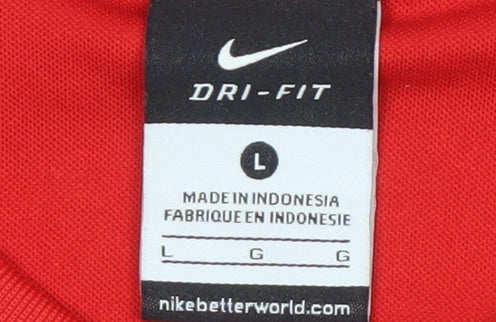 DRI-FIT
L
MADE IN INDONESIA
FABRIQUE EN INDONESIE
L G G
nikebetterworld.com